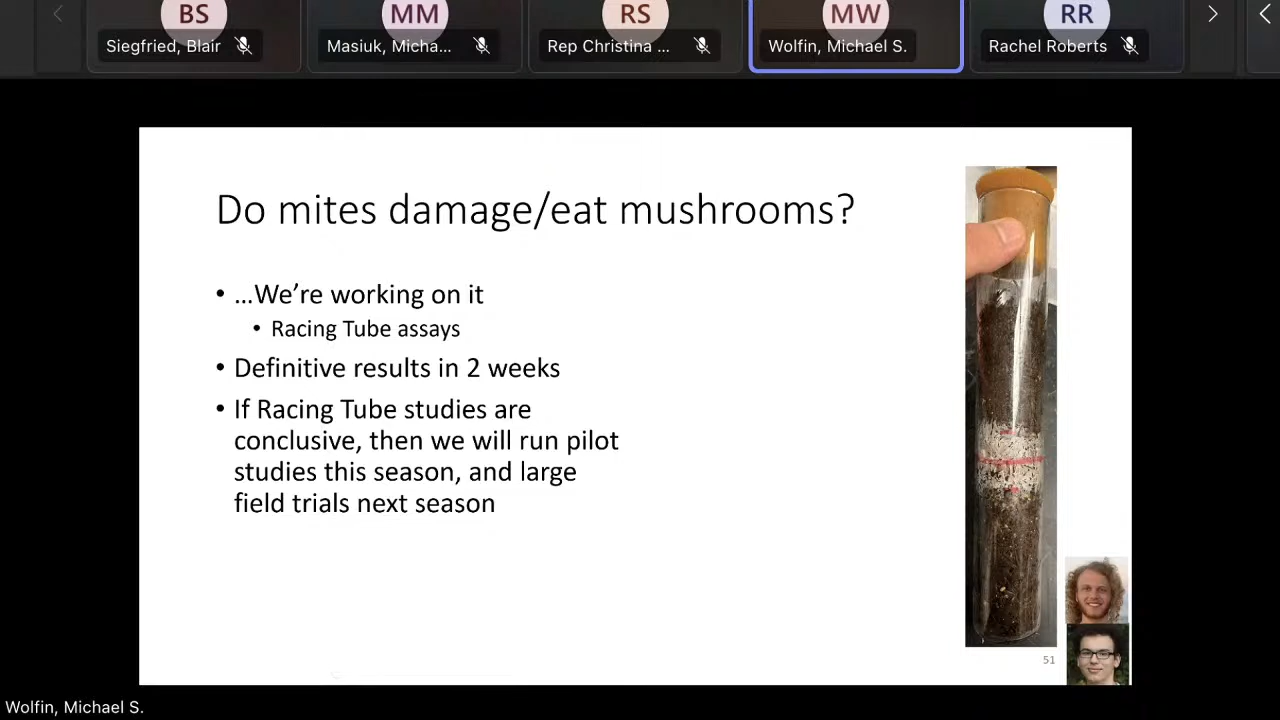 BS
MM
RS
MW
RR
Siegfried, Blair
Masiuk, Micha...
Rep Christina ...
Wolfin, Michael S.
Rachel Roberts
Do mites damage/eat mushrooms?
• …We’re working on it
• Racing Tube assays
• Definitive results in 2 weeks
• If Racing Tube studies are
conclusive, then we will run pilot
studies this season, and large
field trials next season
51
Wolfin, Michael S.